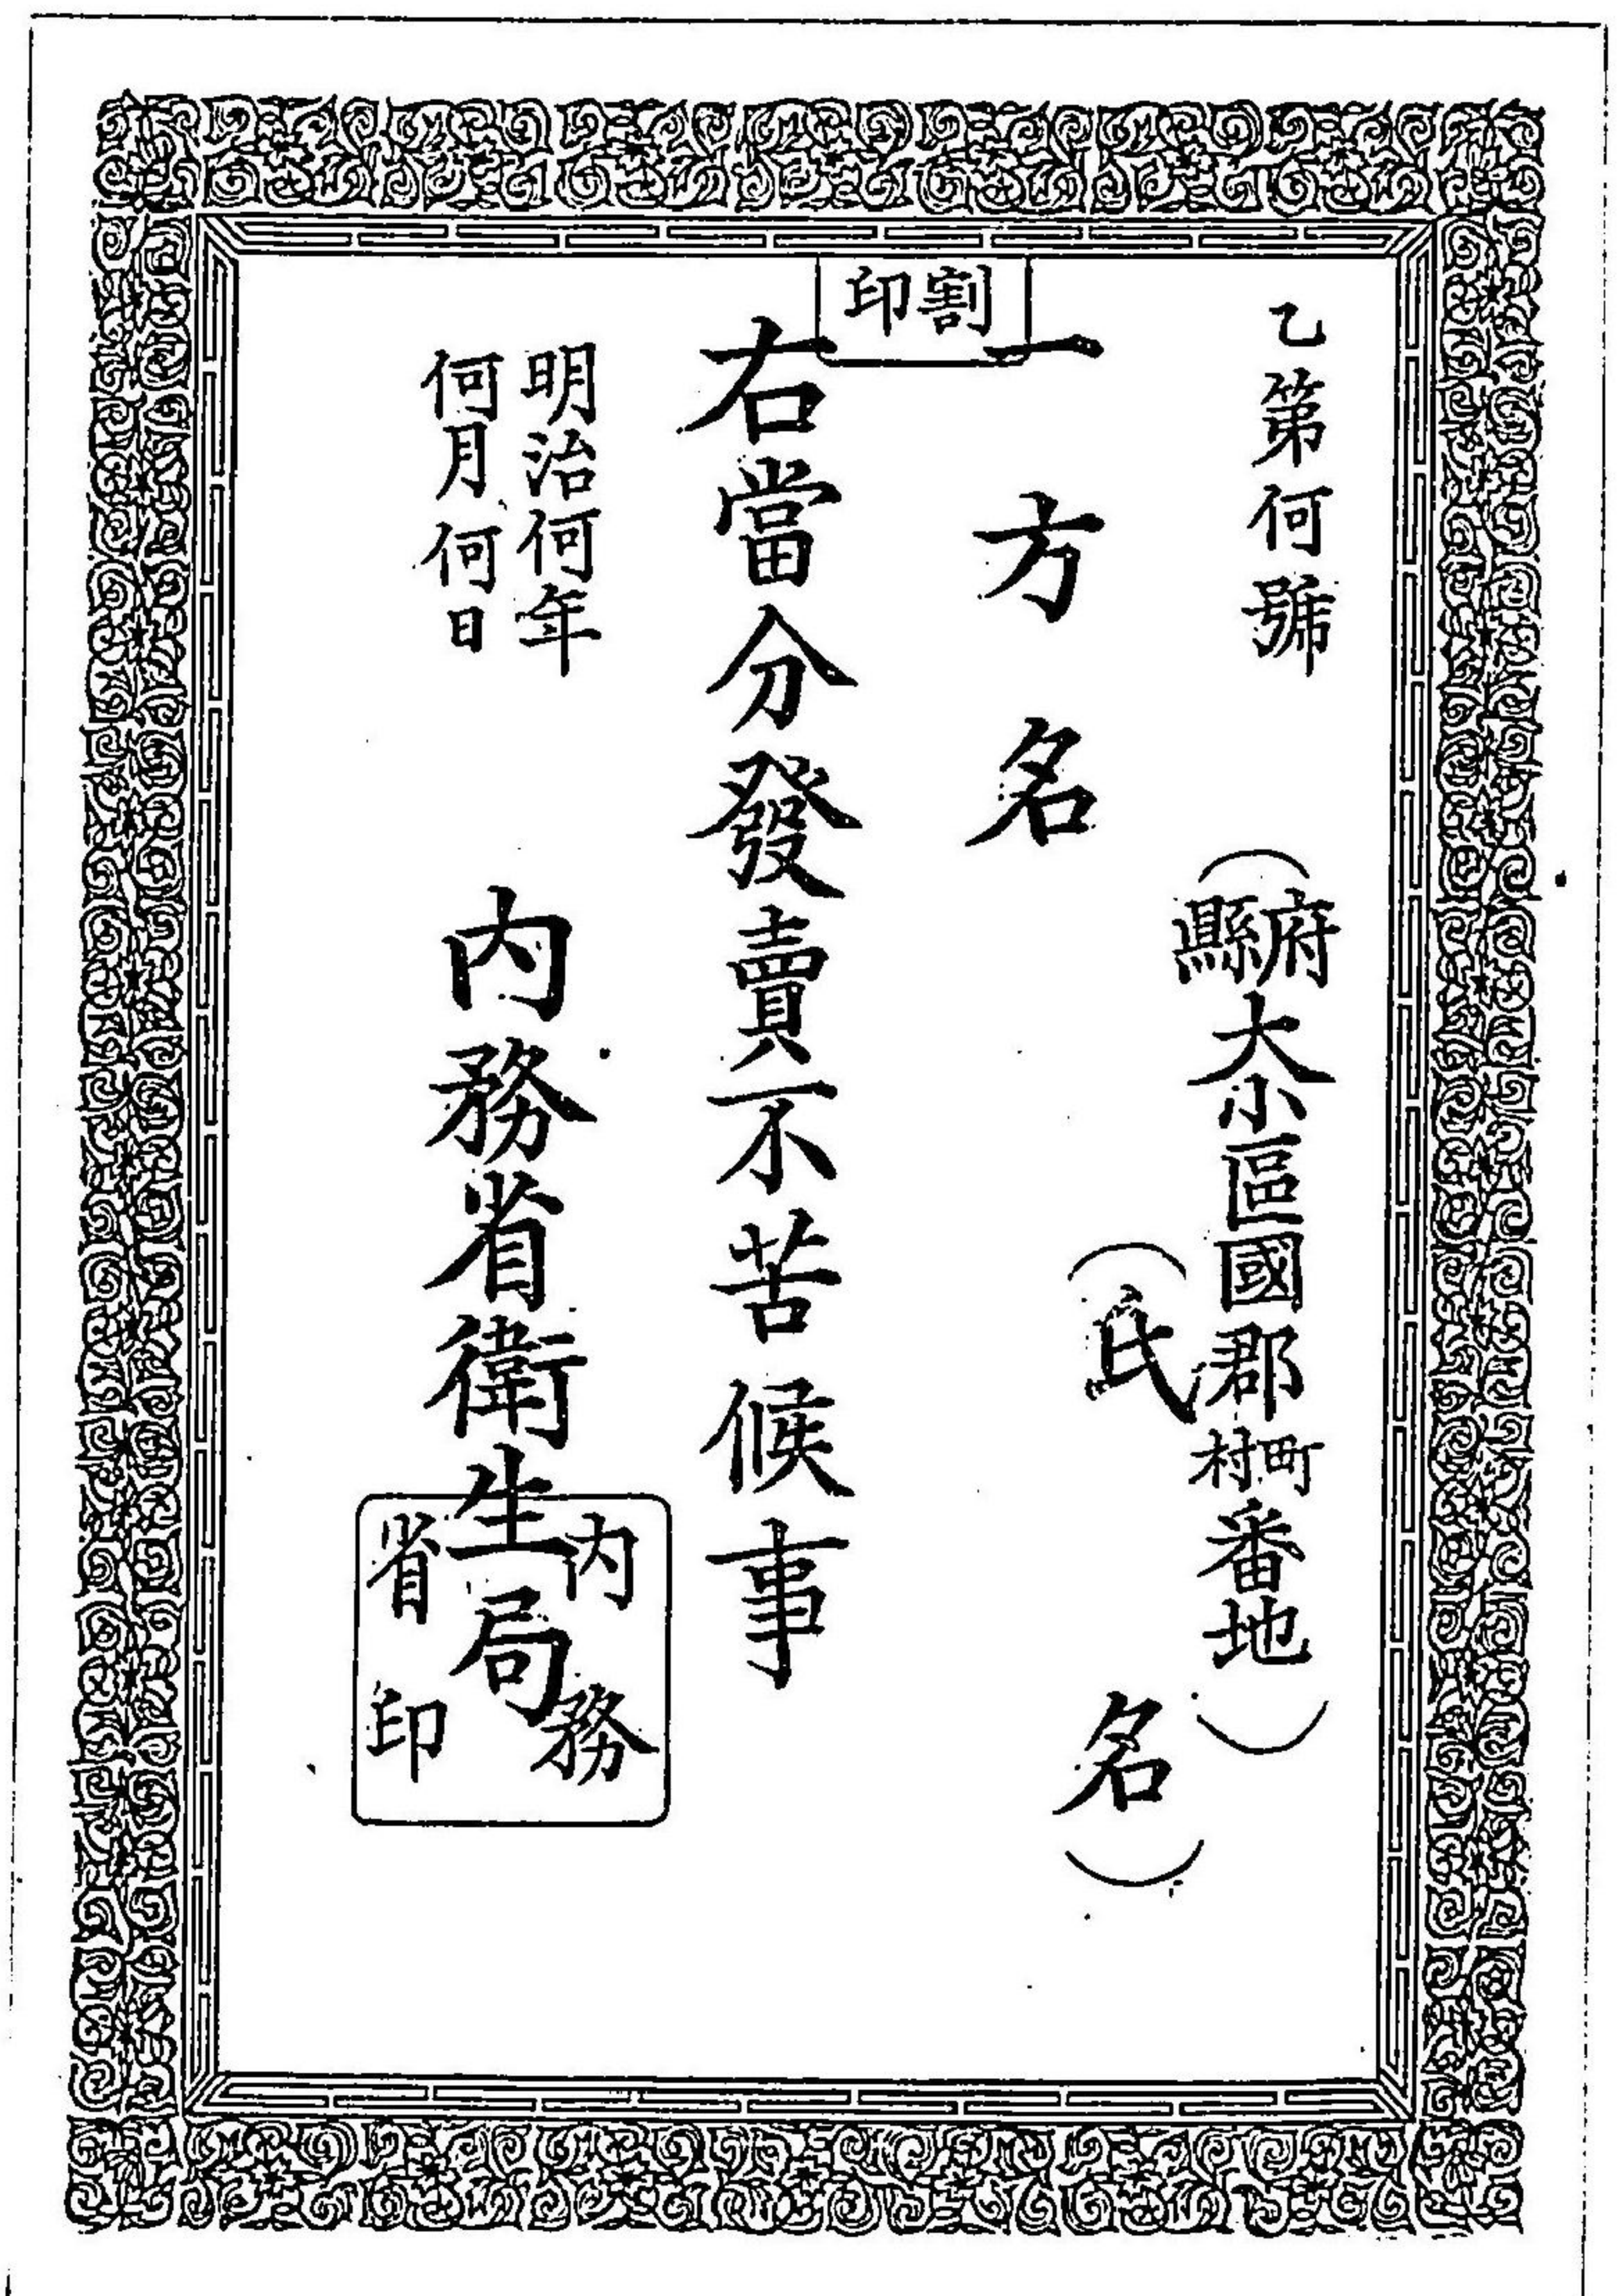 乙第何號
(府縣大小區國郡町村番地)
(氏名)
割印
一方名
右當分發賣不苦候事
明治何年
何月何日
內務省衛生局
內務省印